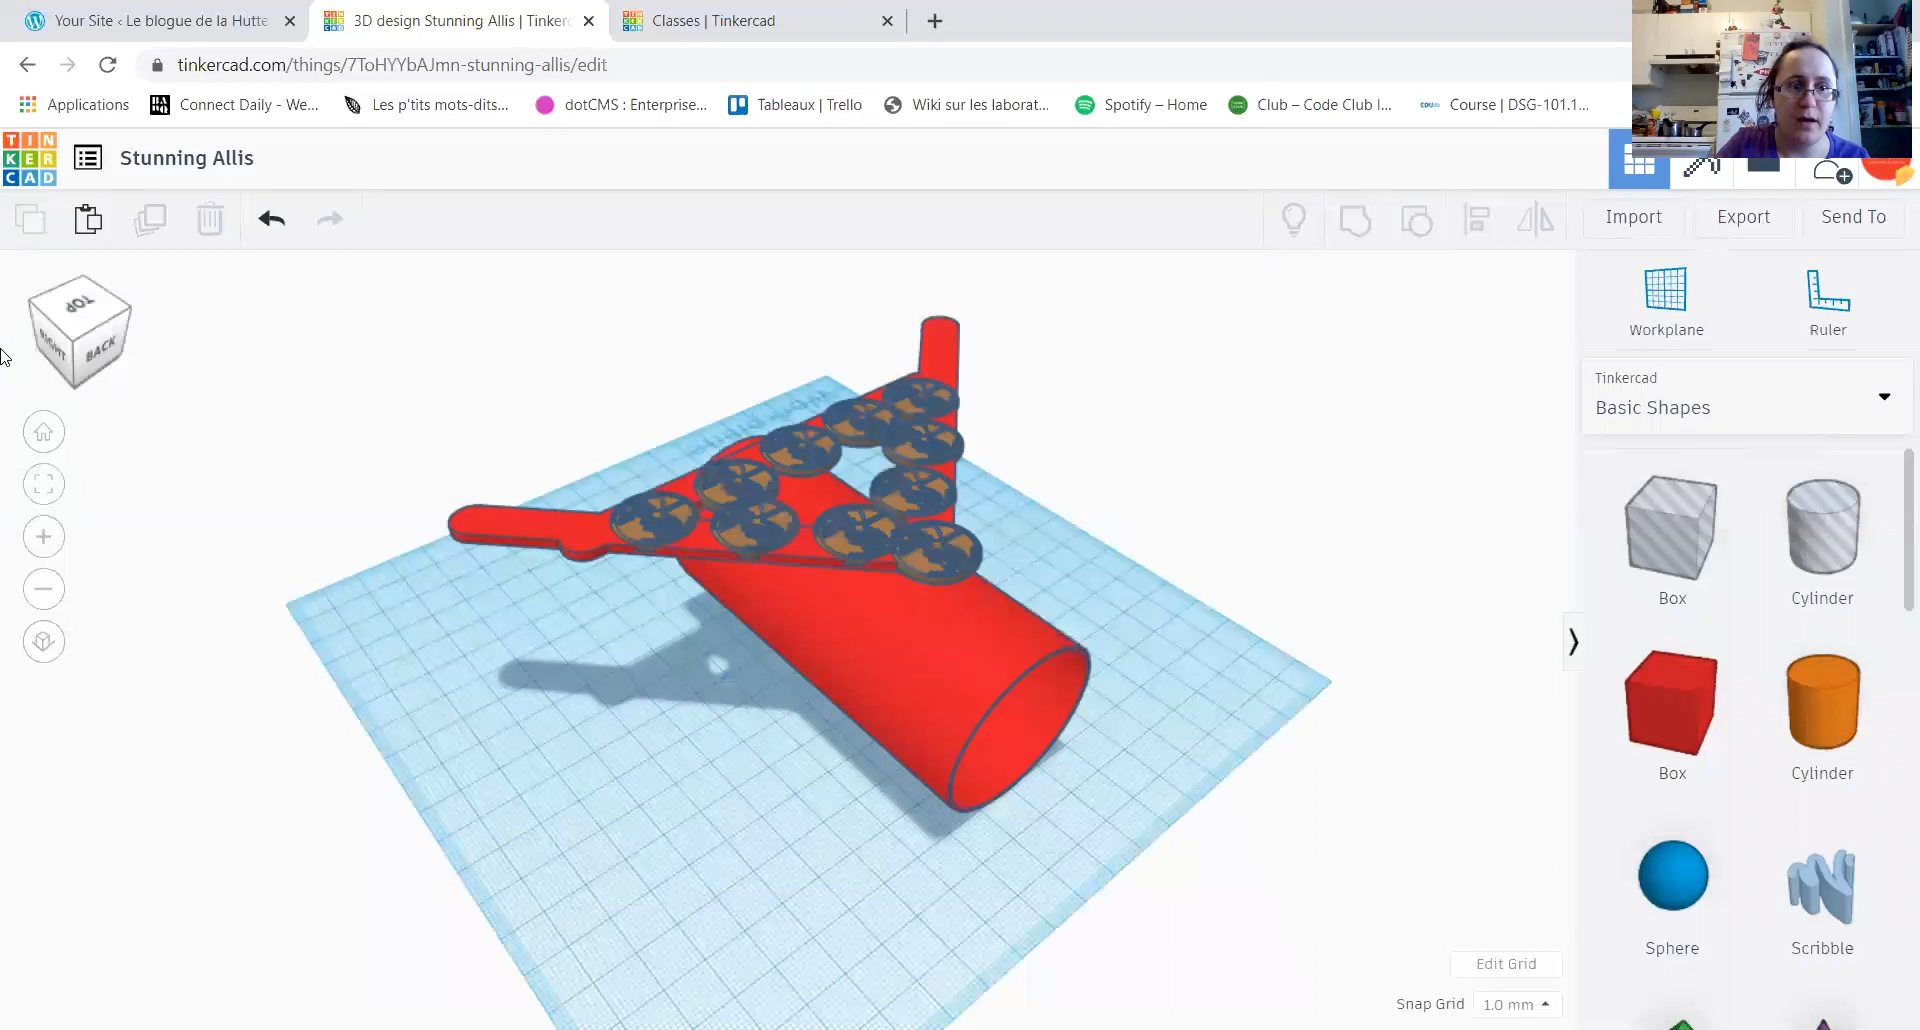 Your Site ‹ Le blogue de la Hutte
3D design Stunning Allis | Tinkerc
Classes | Tinkercad
tinkercad.com/things/7ToHYYbAJmn-stunning-allis/edit
Applications
Connect Daily - We...
Les p'tits mots-dits...
dotCMS : Enterprise...
Tableaux | Trello
Wiki sur les laborat...
Spotify – Home
Club – Code Club I...
Course | DSG-101.1...
TIN
KER
CAD
Stunning Allis
Import
Export
Send To
TOP
RIGHT
BACK
Workplane
Ruler
Tinkercad
Basic Shapes
Box
Cylinder
Box
Cylinder
Sphere
Scribble
Edit Grid
Snap Grid
1.0 mm